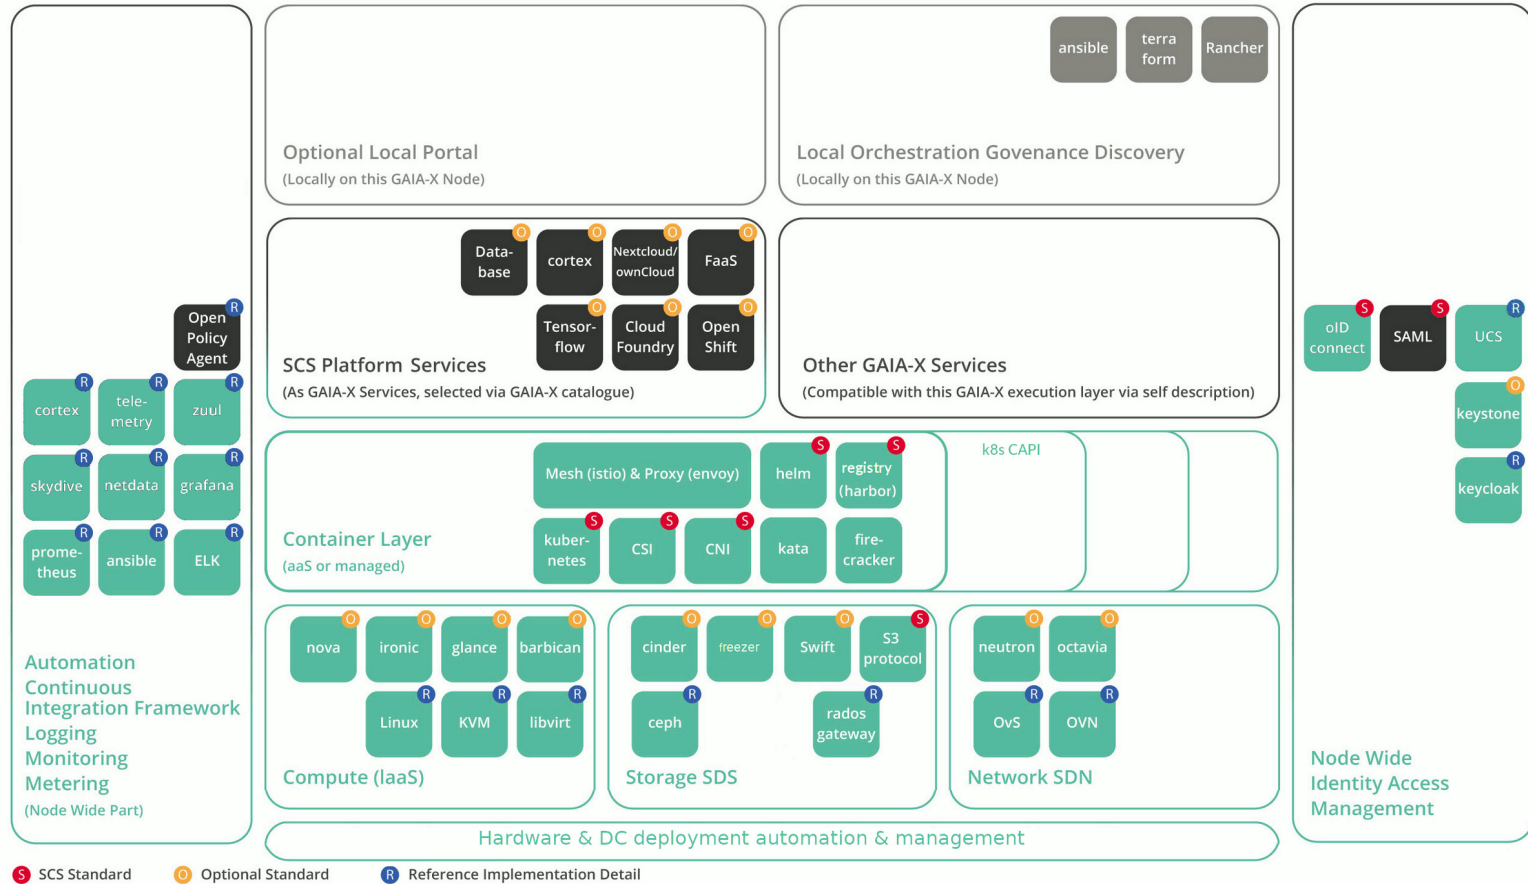 R
Open
Policy
Agent
R
cortex
R
tele-
metry
R
zuul
R
skydive
R
netdata
R
grafana
R
prome-
theus
R
ansible
R
ELK
Automation
Continuous
Integration Framework
Logging
Monitoring
Metering
(Node Wide Part)
Optional Local Portal
(Locally on this GAIA-X Node)
ansible
terra
form
Rancher
Local Orchestration Govenance Discovery
(Locally on this GAIA-X Node)
O
Data-
base
O
cortex
O
Nextcloud/
ownCloud
O
FaaS
O
Tensor-
flow
O
Cloud
Foundry
O
Open
Shift
SCS Platform Services
(As GAIA-X Services, selected via GAIA-X catalogue)
Other GAIA-X Services
(Compatible with this GAIA-X execution layer via self description)
Mesh (istio) & Proxy (envoy)
S
helm
S
registry
(harbor)
k8s CAPI
S
kuber-
netes
S
CSI
S
CNI
kata
fire-
cracker
Container Layer
(aaS or managed)
O
nova
O
ironic
O
glance
O
barbican
R
Linux
R
KVM
R
libvirt
Compute (IaaS)
O
cinder
O
freezer
O
Swift
S
S3
protocol
R
ceph
R
rados
gateway
Storage SDS
O
neutron
O
octavia
R
OvS
R
OVN
Network SDN
Hardware & DC deployment automation & management
S
oID
connect
S
SAML
R
UCS
O
keystone
R
keycloak
Node Wide
Identity Access
Management
S SCS Standard
O Optional Standard
R Reference Implementation Detail